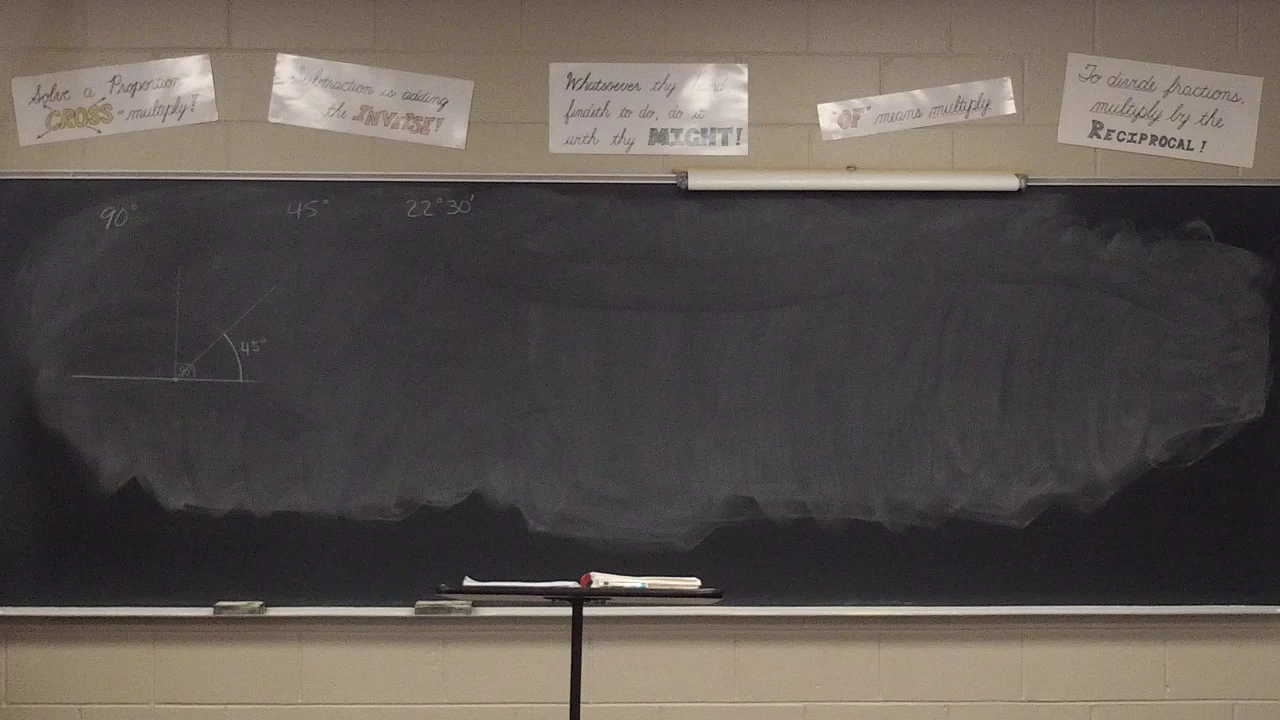 Solve a Proportion
CROSS-multiply!
Subtraction is adding
the INVERSE!
Whatsoever thy hand
findeth to do, do it
with thy MIGHT!
"OF" means multiply
To divide fractions,
multiply by the
RECIPROCAL!
90° 45° 22°30'
45°
90°